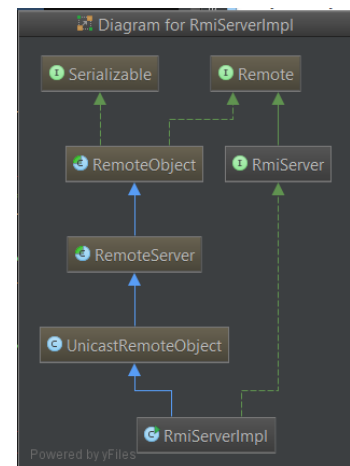 Diagram for RmiServerImpl
I Serializable
I Remote
C RemoteObject
I RmiServer
C RemoteServer
C UnicastRemoteObject
C RmiServerImpl
Powered by yFiles